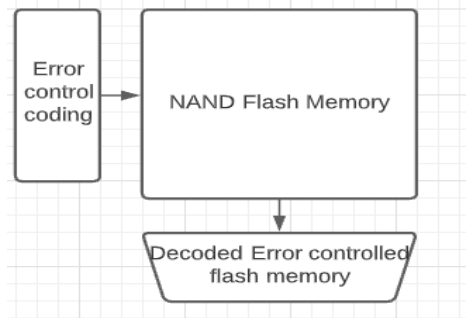 Error
control
coding
NAND Flash Memory
Decoded Error controlled
flash memory